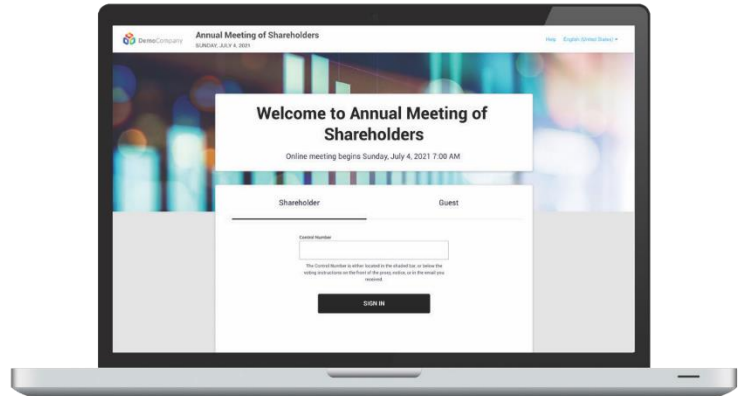 DemoCompany
Annual Meeting of Shareholders
SUNDAY, JULY 4, 2021
Help English (United States)
Welcome to Annual Meeting of
Shareholders
Online meeting begins Sunday, July 4, 2021 7:00 AM
Shareholder Guest
Control Number
The Control Number is either located in the shaded bar, or below the
voting instructions on the front of the proxy, notice, or in the email you
received.
SIGN IN